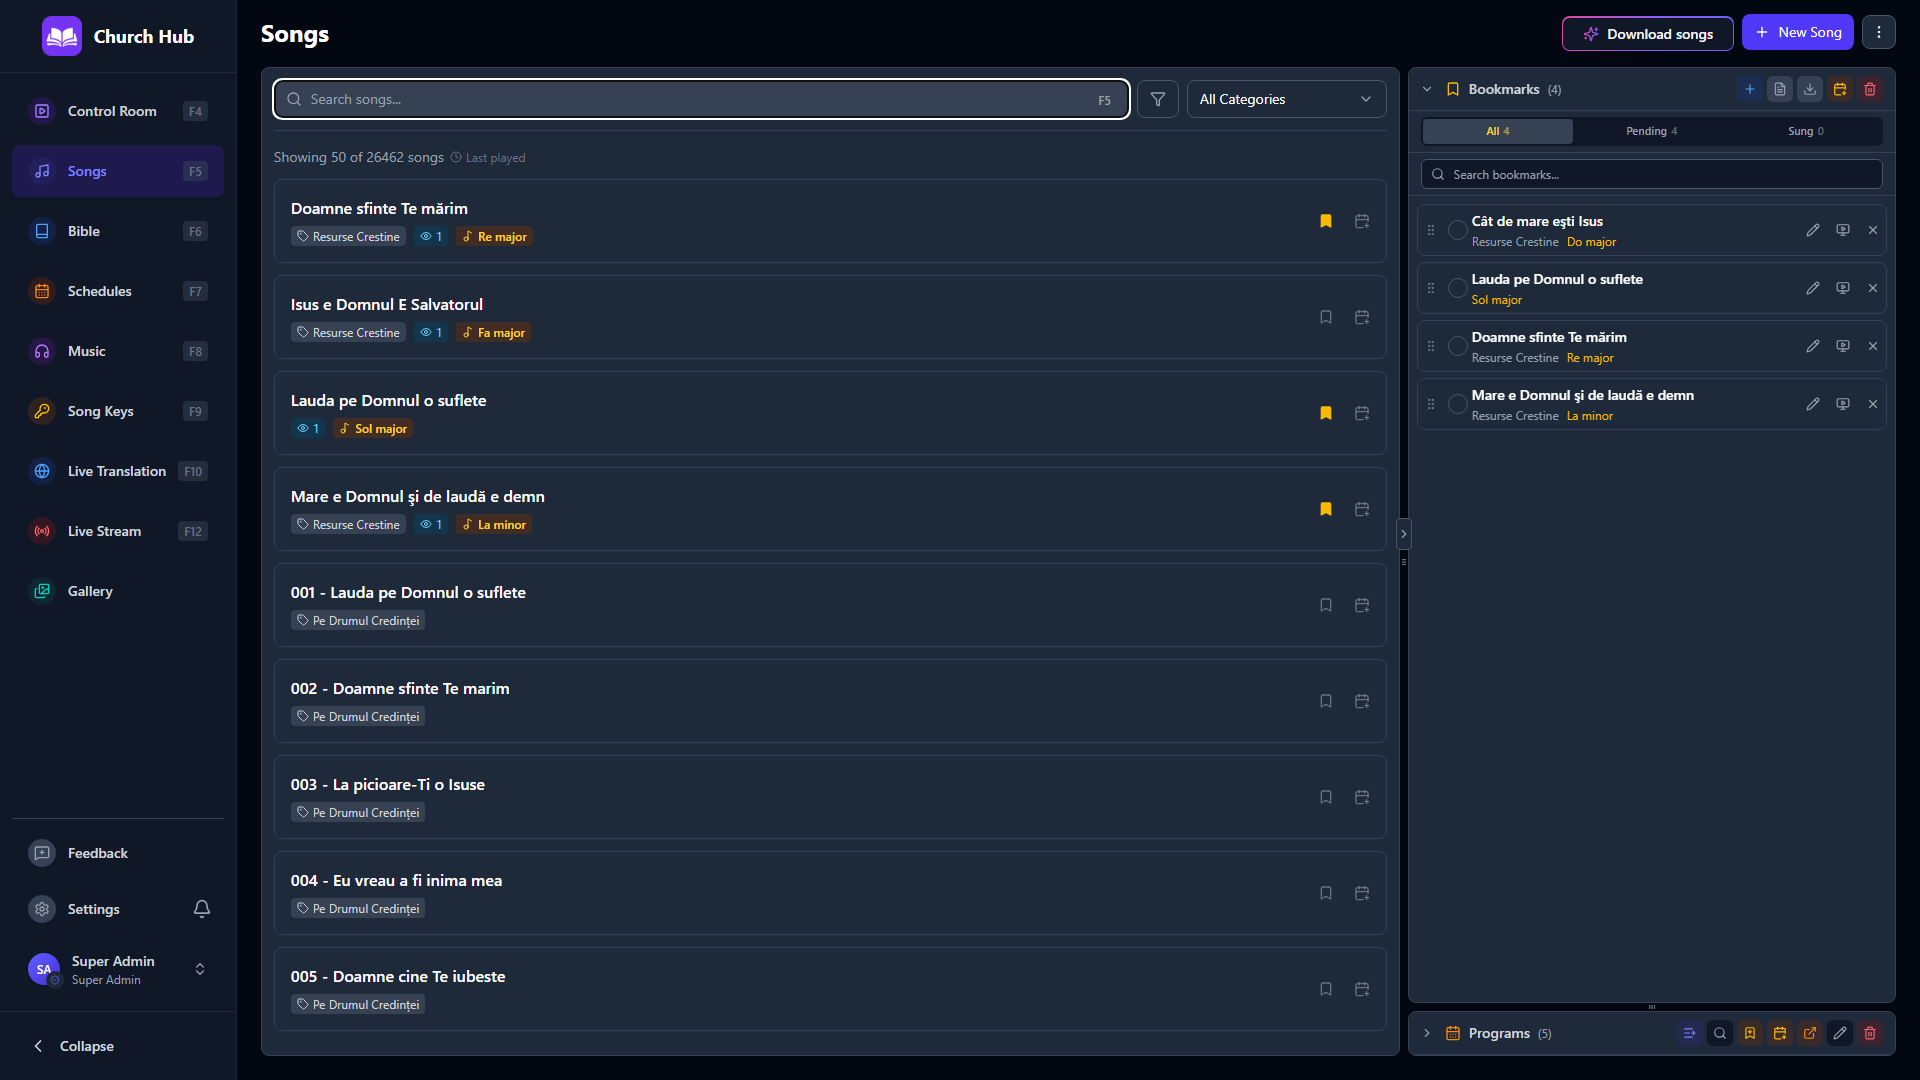 Church Hub
Control Room F4
Songs F5
Bible F6
Schedules F7
Music F8
Song Keys F9
Live Translation F10
Live Stream F12
Gallery
Feedback
Settings
SA
Super Admin
Super Admin
Collapse
Songs
Download songs
New Song
Search songs... F5
All Categories
Showing 50 of 26462 songs Last played
Doamne sfinte Te mărim
Resurse Crestine 1 Re major
Isus e Domnul E Salvatorul
Resurse Crestine 1 Fa major
Lauda pe Domnul o suflete
1 Sol major
Mare e Domnul şi de laudă e demn
Resurse Crestine 1 La minor
001 - Lauda pe Domnul o suflete
Pe Drumul Credinței
002 - Doamne sfinte Te marim
Pe Drumul Credinței
003 - La picioare-Ti o Isuse
Pe Drumul Credinței
004 - Eu vreau a fi inima mea
Pe Drumul Credinței
005 - Doamne cine Te iubeste
Pe Drumul Credinței
Bookmarks (4)
All 4 Pending 4 Sung 0
Search bookmarks...
Cât de mare eşti Isus
Resurse Crestine Do major
Lauda pe Domnul o suflete
Sol major
Doamne sfinte Te mărim
Resurse Crestine Re major
Mare e Domnul şi de laudă e demn
Resurse Crestine La minor
Programs (5)